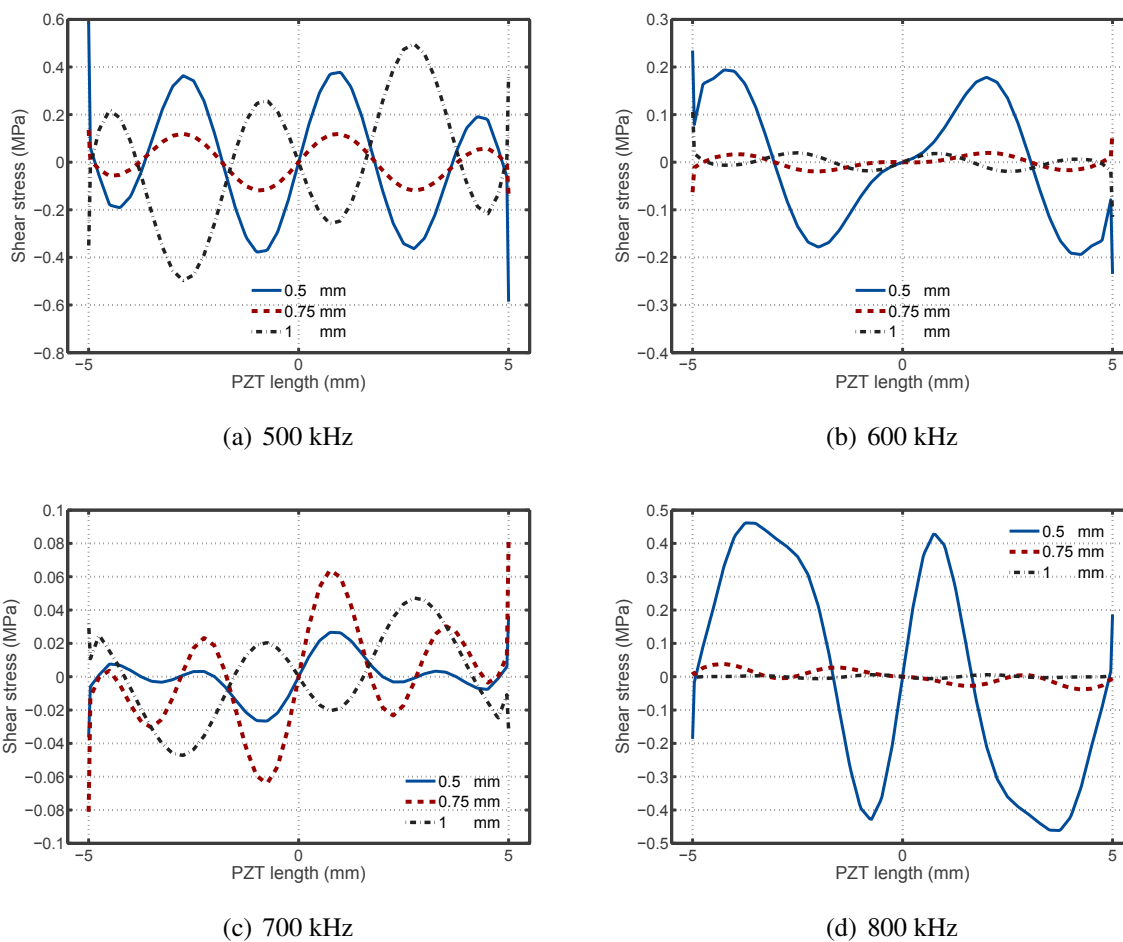 0.6
0.4
0.2
0
−0.2
−0.4
−0.6
−0.8
Shear stress (MPa)
0.5 mm
0.75 mm
1 mm
−5 0 5
PZT length (mm)
(a) 500 kHz
0.3
0.2
0.1
0
−0.1
−0.2
−0.3
−0.4
Shear stress (MPa)
0.5 mm
0.75 mm
1 mm
−5 0 5
PZT length (mm)
(b) 600 kHz
0.1
0.08
0.06
0.04
0.02
0
−0.02
−0.04
−0.06
−0.08
−0.1
Shear stress (MPa)
0.5 mm
0.75 mm
1 mm
−5 0 5
PZT length (mm)
(c) 700 kHz
0.5
0.4
0.3
0.2
0.1
0
−0.1
−0.2
−0.3
−0.4
−0.5
Shear stress (MPa)
0.5 mm
0.75 mm
1 mm
−5 0 5
PZT length (mm)
(d) 800 kHz